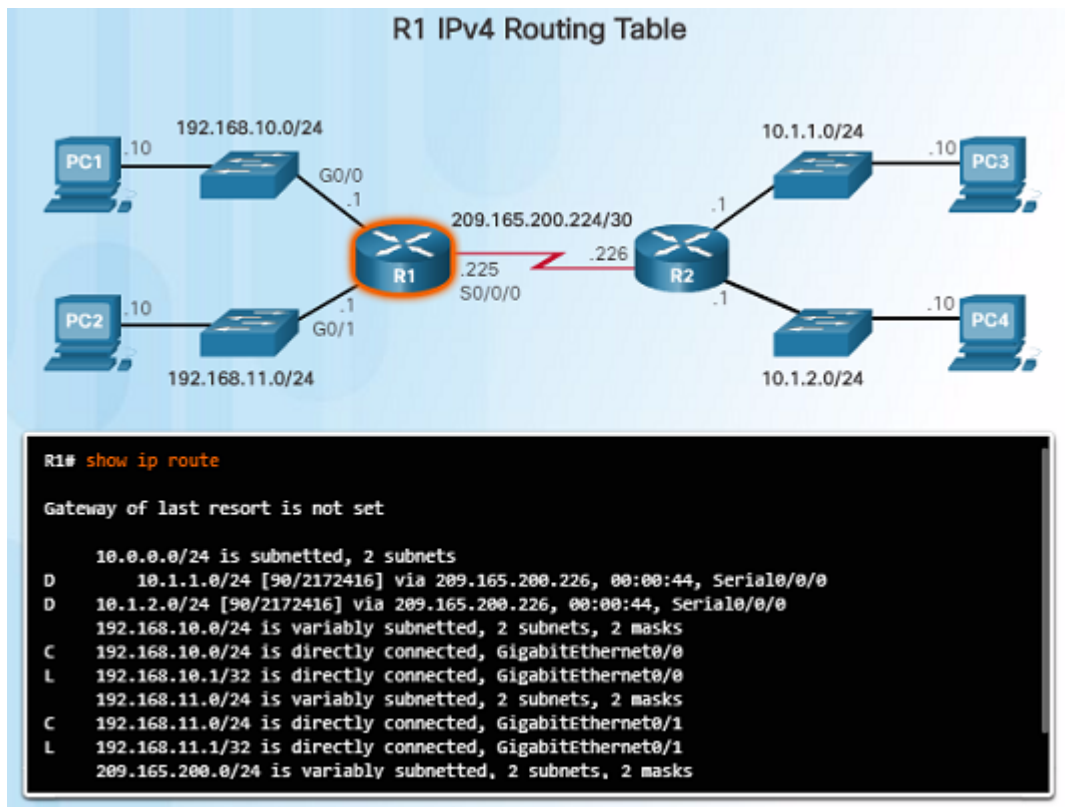 R1 IPv4 Routing Table
192.168.10.0/24
10.1.1.0/24
PC1
.10
.10
PC3
G0/0
.1
209.165.200.224/30
.1
R1
.225
.226
R2
S0/0/0
PC2
.10
.1
G0/1
.1
.10
PC4
192.168.11.0/24
10.1.2.0/24
R1# show ip route
Gateway of last resort is not set
10.0.0.0/24 is subnetted, 2 subnets
D 10.1.1.0/24 [90/2172416] via 209.165.200.226, 00:00:44, Serial0/0/0
D 10.1.2.0/24 [90/2172416] via 209.165.200.226, 00:00:44, Serial0/0/0
192.168.10.0/24 is variably subnetted, 2 subnets, 2 masks
C 192.168.10.0/24 is directly connected, GigabitEthernet0/0
L 192.168.10.1/32 is directly connected, GigabitEthernet0/0
192.168.11.0/24 is variably subnetted, 2 subnets, 2 masks
C 192.168.11.0/24 is directly connected, GigabitEthernet0/1
L 192.168.11.1/32 is directly connected, GigabitEthernet0/1
209.165.200.0/24 is variably subnetted, 2 subnets, 2 masks